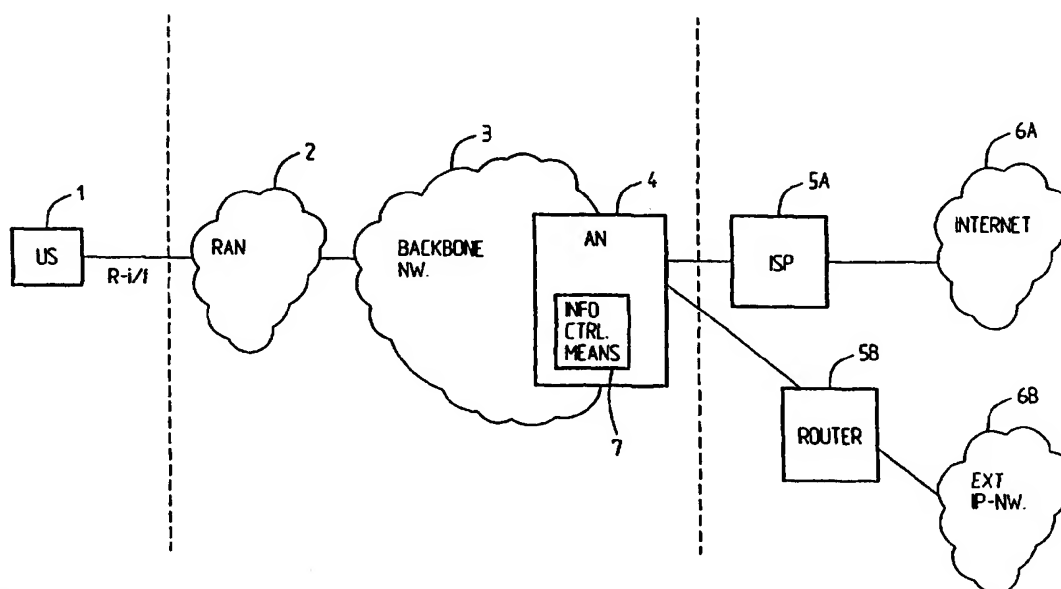 1
US
R-i/f
2
RAN
3
BACKBONE
NW.
4
AN
INFO
CTRL.
MEANS
7
5A
ISP
6A
INTERNET
5B
ROUTER
6B
EXT
IP-NW.